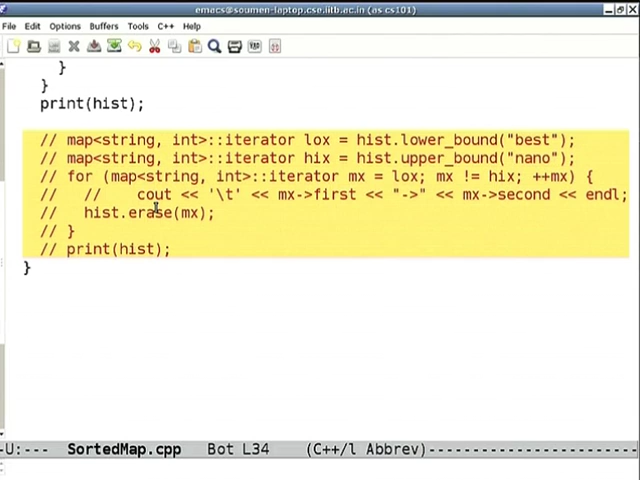 emacs@soumen-laptop.cse.iitb.ac.in (as cs101)
File Edit Options Buffers Tools C++ Help
}
}
print(hist);
// map<string, int>::iterator lox = hist.lower_bound("best");
// map<string, int>::iterator hix = hist.upper_bound("nano");
// for (map<string, int>::iterator mx = lox; mx != hix; ++mx) {
// //    cout << '\t' << mx->first << "->" << mx->second << endl;
//   hist.erase(mx);
// }
// print(hist);
}
-U:--- SortedMap.cpp Bot L34 (C++/l Abbrev)------------------------